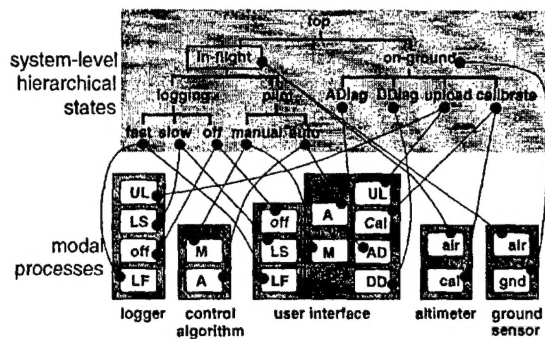 top
system-level
hierarchical
states
in-flight
on-ground
logging
pilot
ADiag DDiag upload calibrate
fast slow off manual auto
modal
processes
UL
LS
off
LF
M
A
off
LS
LF
A
M
UL
Cal
AD
DD
air
cal
air
gnd
logger
control
algorithm
user interface
altimeter
ground
sensor